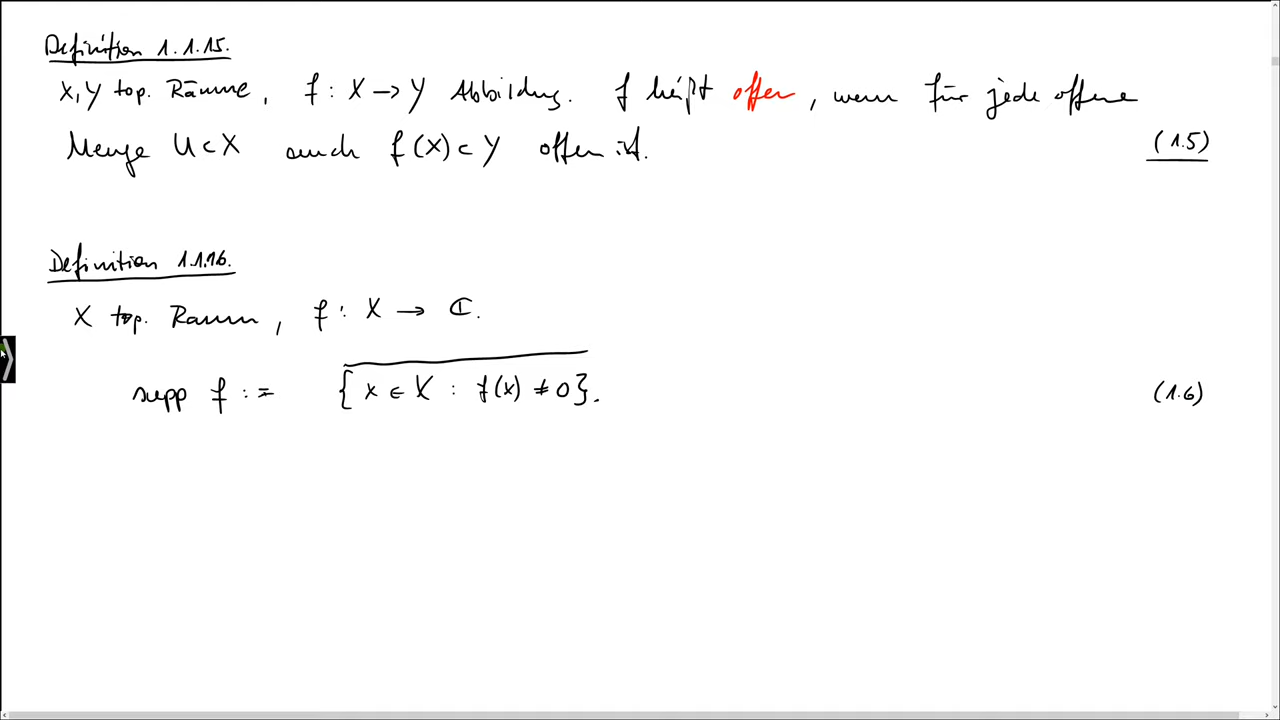 Definition 1.1.15.
X, Y top. Räume, f : X → Y Abbildung. f heißt offen, wenn für jede offene
Menge U ⊂ X auch f(X) ⊂ Y offen ist. (1.5)
Definition 1.1.16.
X top. Raum, f : X → ℂ.
supp f := \overline{{ x ∈ X : f(x) ≠ 0 }}. (1.6)